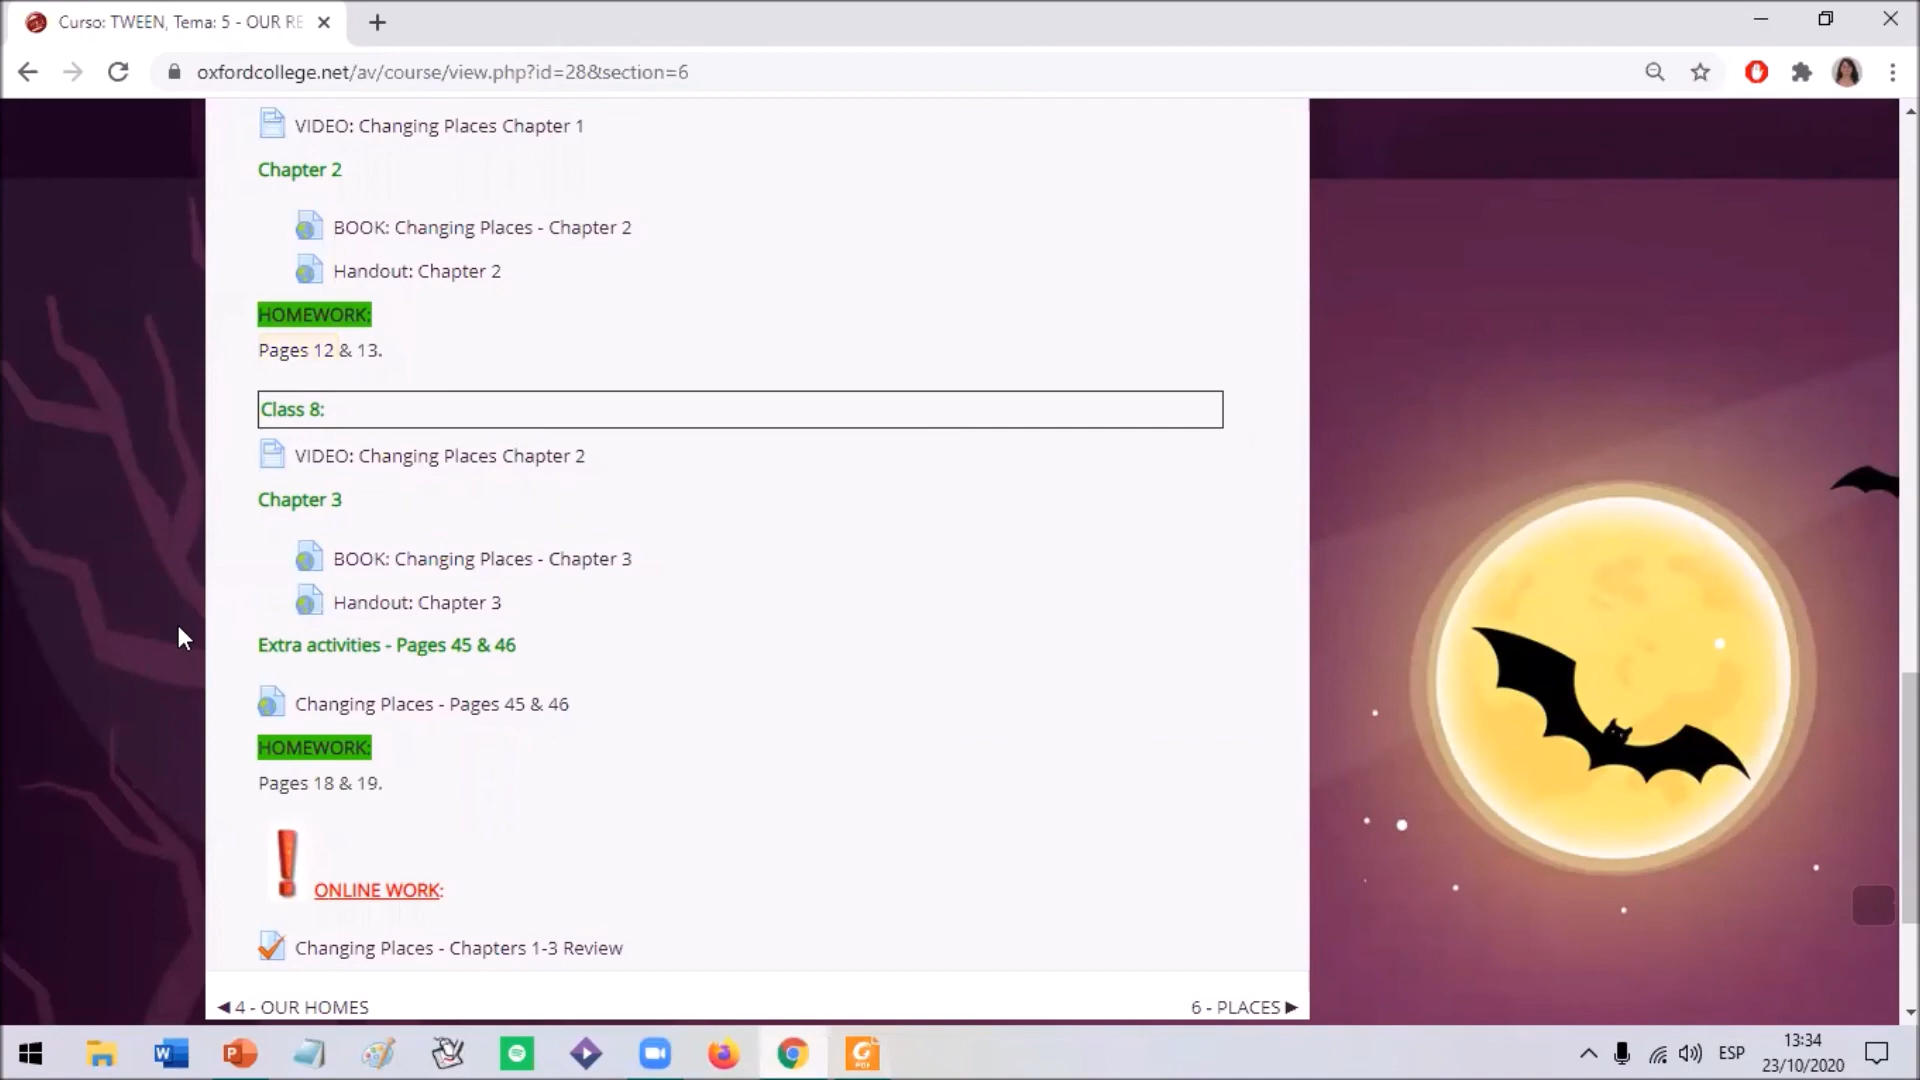 Curso: TWEEN, Tema: 5 - OUR RE
oxfordcollege.net/av/course/view.php?id=28&section=6
VIDEO: Changing Places Chapter 1
Chapter 2
BOOK: Changing Places - Chapter 2
Handout: Chapter 2
HOMEWORK:
Pages 12 & 13.
Class 8:
VIDEO: Changing Places Chapter 2
Chapter 3
BOOK: Changing Places - Chapter 3
Handout: Chapter 3
Extra activities - Pages 45 & 46
Changing Places - Pages 45 & 46
HOMEWORK:
Pages 18 & 19.
ONLINE WORK:
Changing Places - Chapters 1-3 Review
◀ 4 - OUR HOMES
6 - PLACES ▶
ESP
13:34
23/10/2020